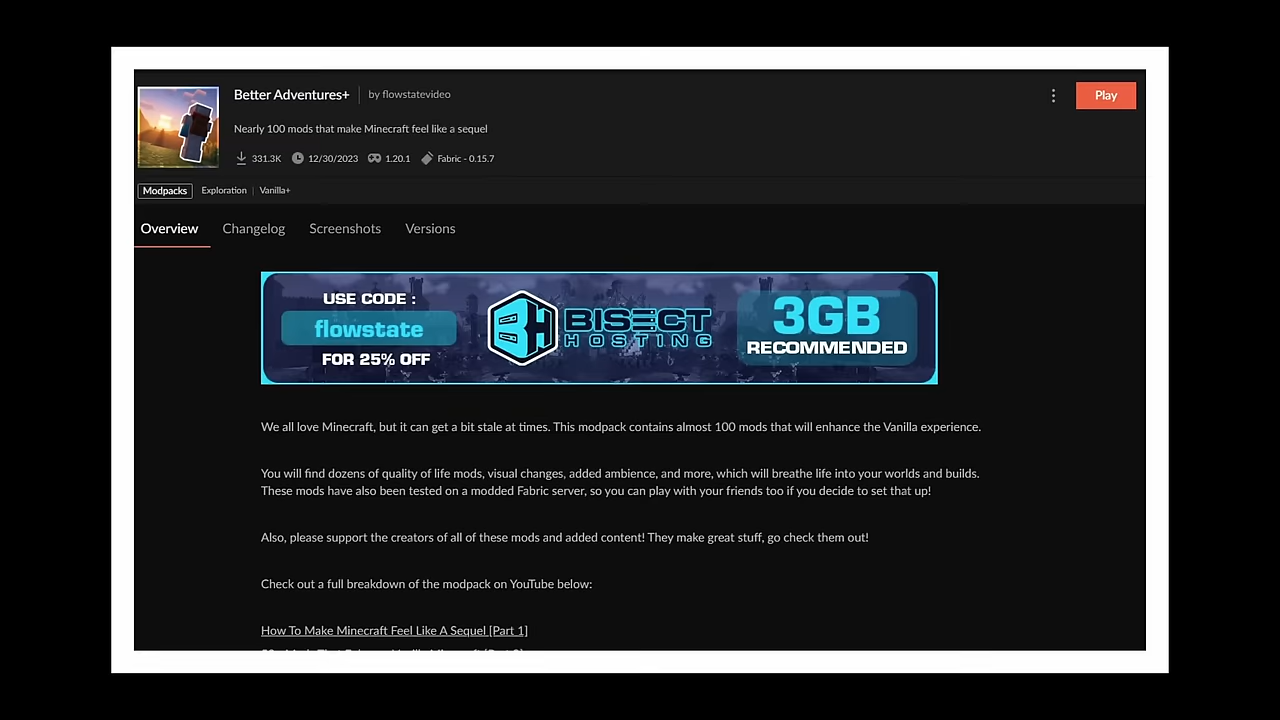 Better Adventures+ by flowstatevideo
Play
Nearly 100 mods that make Minecraft feel like a sequel
331.3K 12/30/2023 1.20.1 Fabric - 0.15.7
Modpacks Exploration Vanilla+
Overview Changelog Screenshots Versions
USE CODE :
flowstate
FOR 25% OFF
BH
BISECT
HOSTING
3GB
RECOMMENDED
We all love Minecraft, but it can get a bit stale at times. This modpack contains almost 100 mods that will enhance the Vanilla experience.
You will find dozens of quality of life mods, visual changes, added ambience, and more, which will breathe life into your worlds and builds.
These mods have also been tested on a modded Fabric server, so you can play with your friends too if you decide to set that up!
Also, please support the creators of all of these mods and added content! They make great stuff, go check them out!
Check out a full breakdown of the modpack on YouTube below:
How To Make Minecraft Feel Like A Sequel [Part 1]